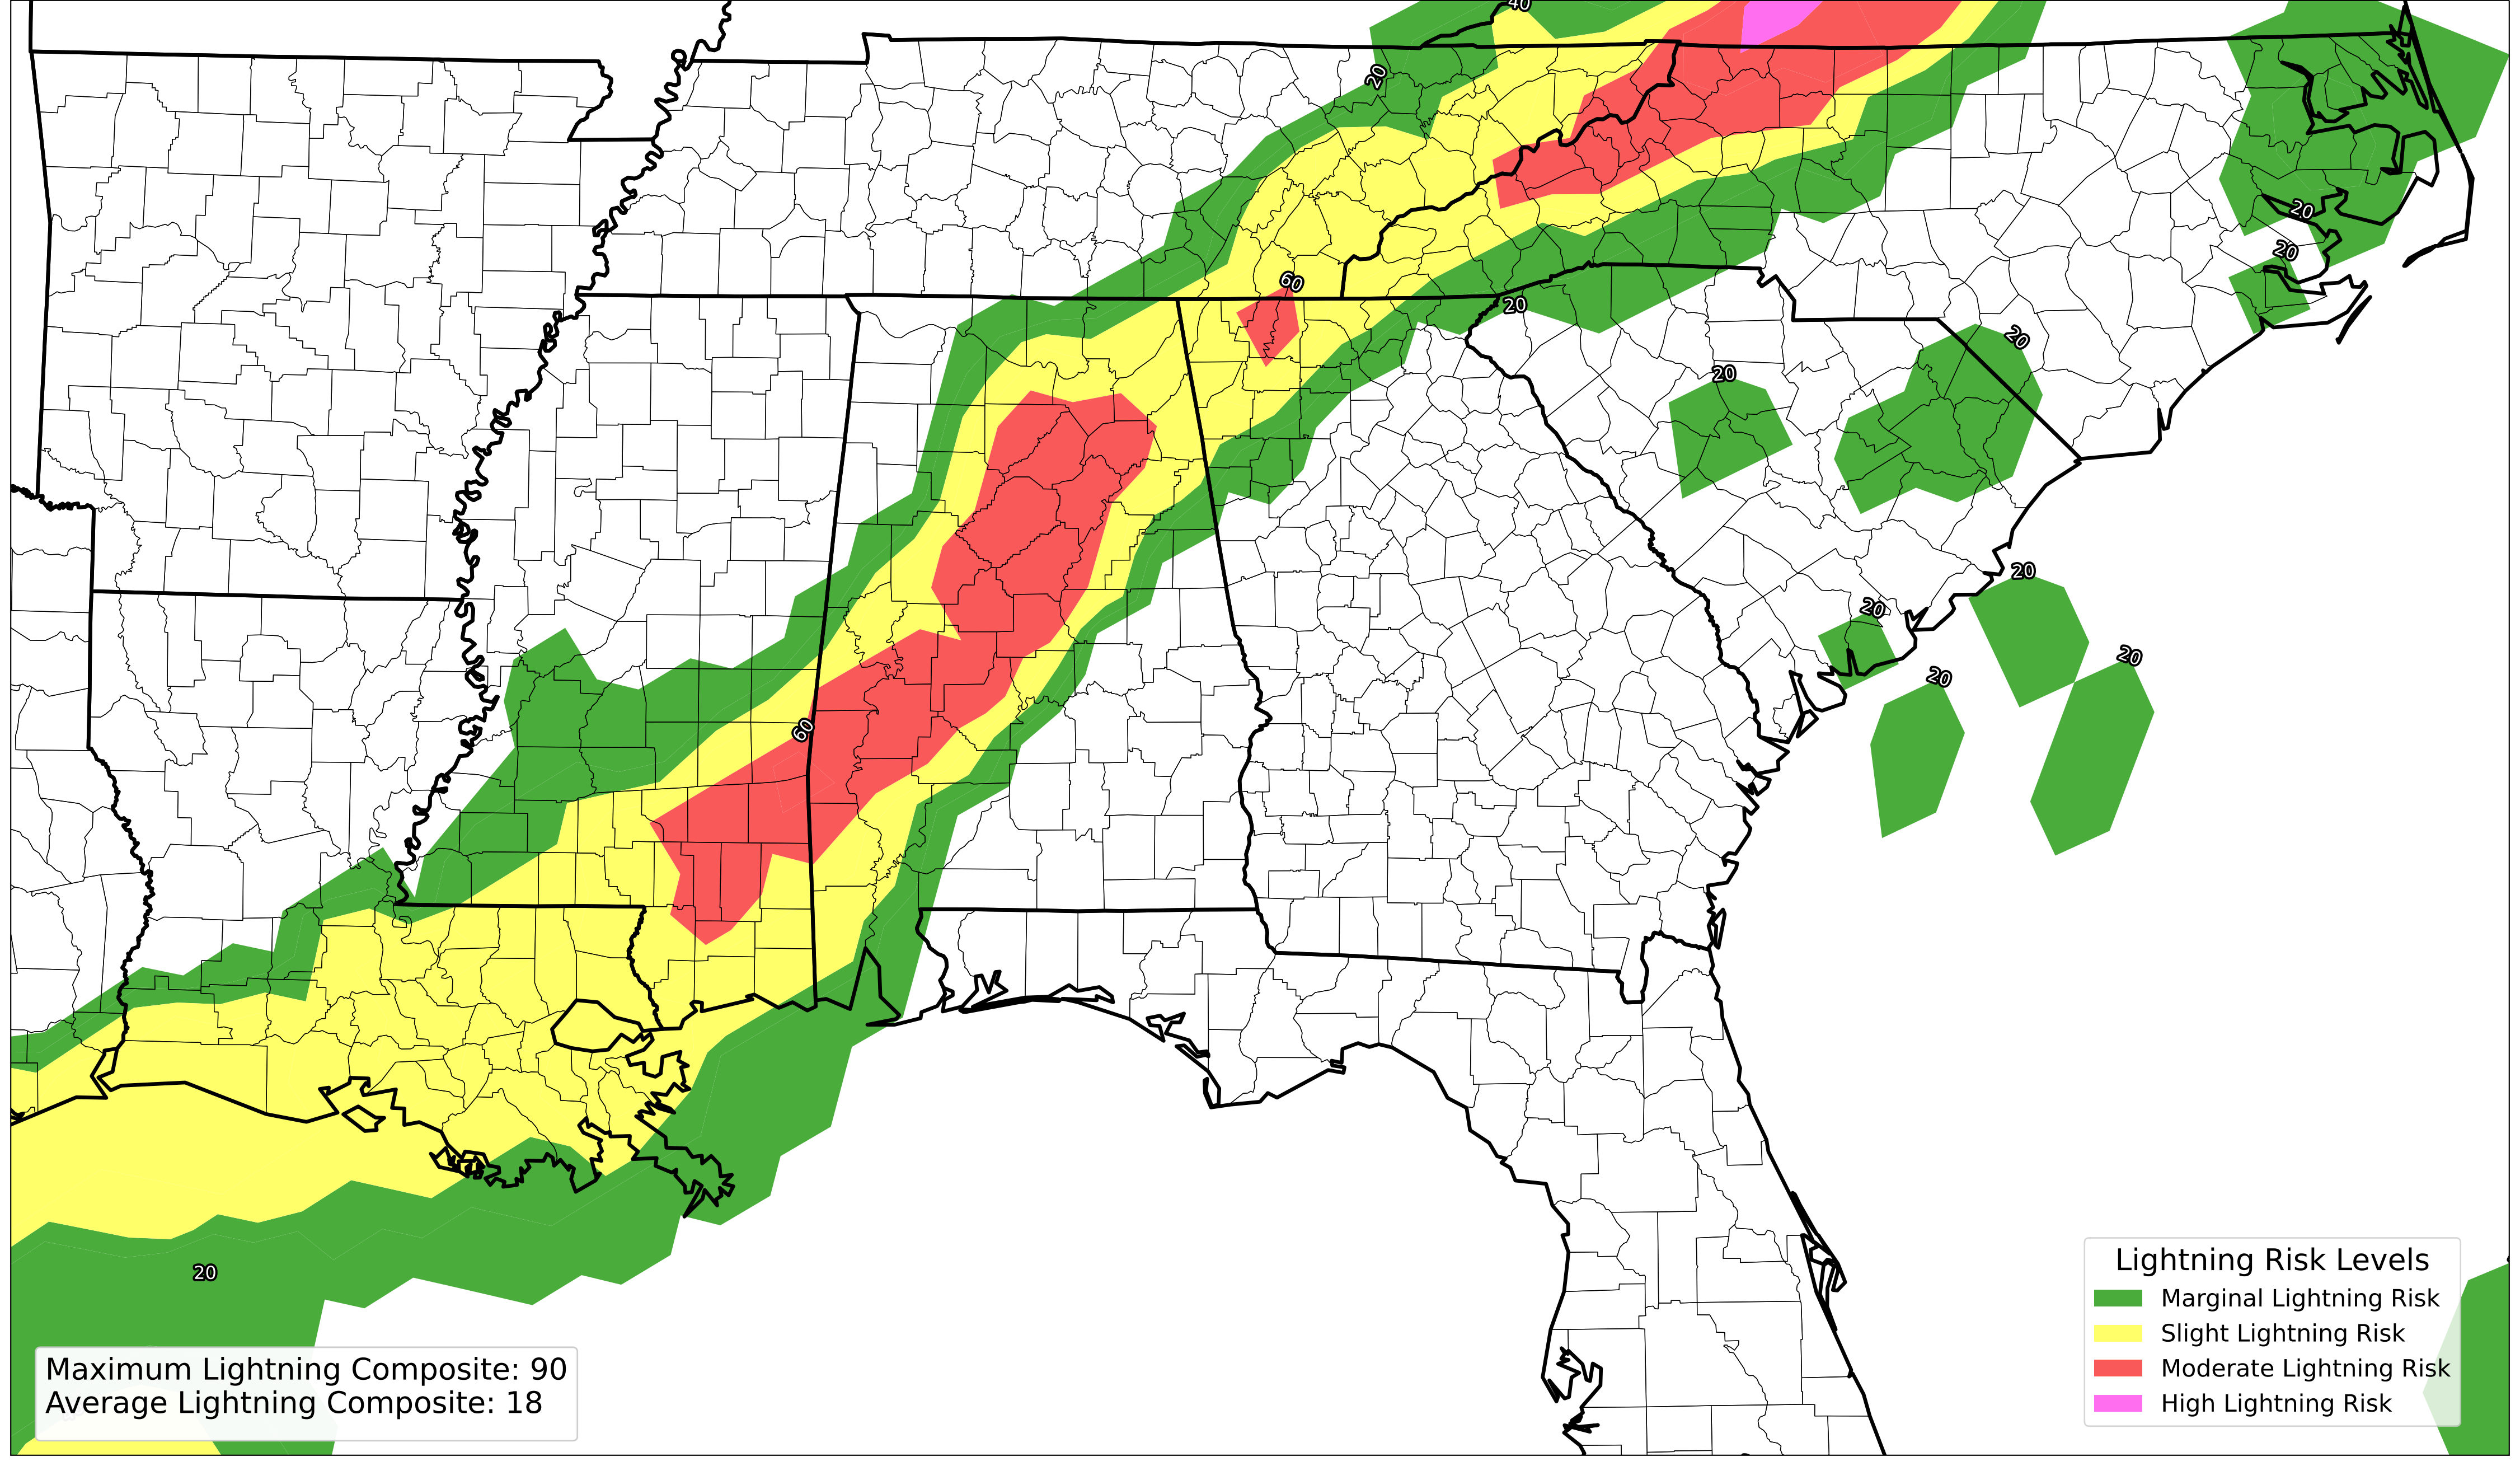 40
20
20
20
60
20
20
20
60
20
20
20
20
20
Lightning Risk Levels
Marginal Lightning Risk
Slight Lightning Risk
Moderate Lightning Risk
High Lightning Risk
Maximum Lightning Composite: 90
Average Lightning Composite: 18